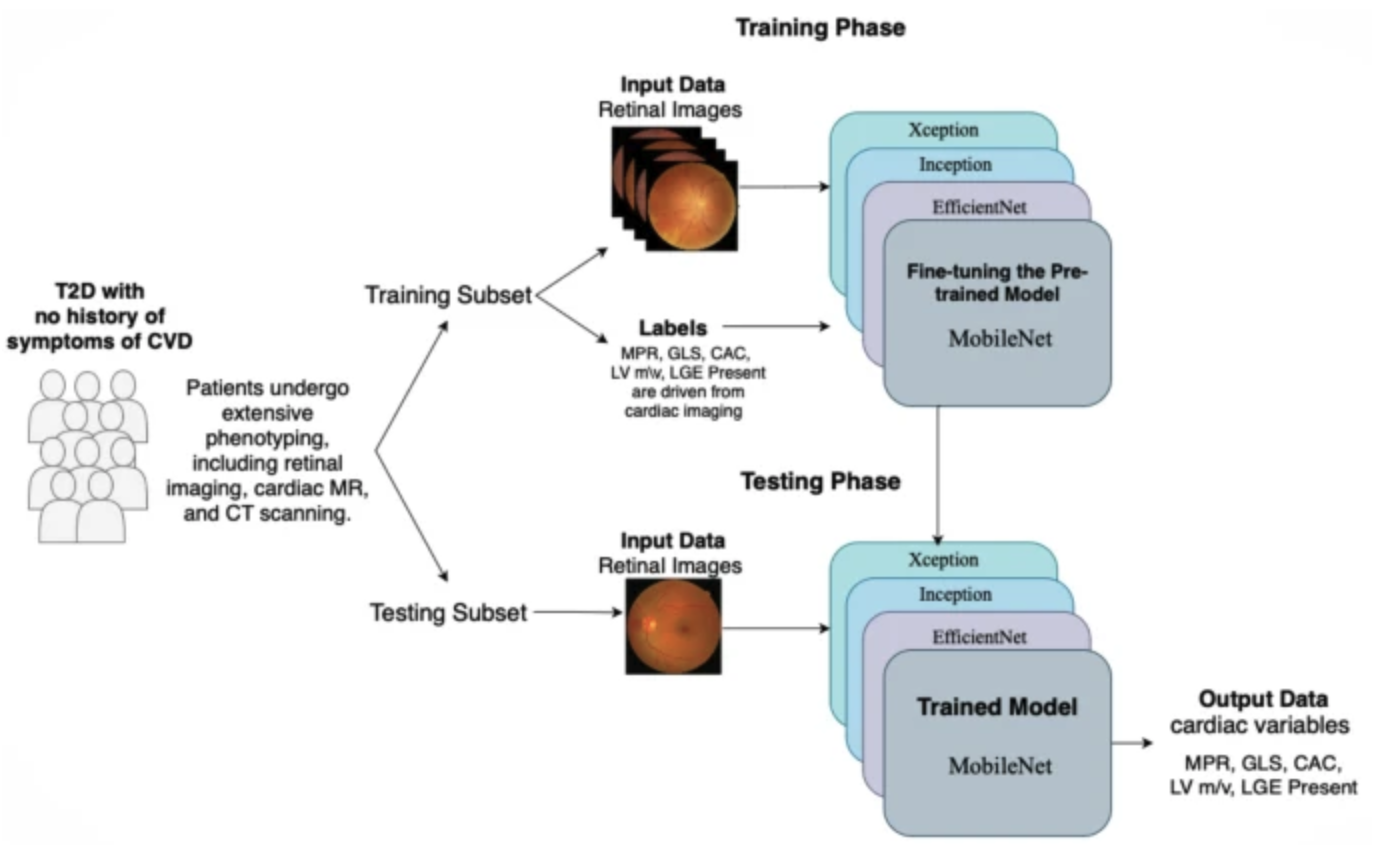 Training Phase
Input Data
Retinal Images
Xception
Inception
EfficientNet
Fine-tuning the Pre-
trained Model
MobileNet
Training Subset
Labels
MPR, GLS, CAC,
LV m\v, LGE Present
are driven from
cardiac imaging
T2D with
no history of
symptoms of CVD
Patients undergo
extensive
phenotyping,
including retinal
imaging, cardiac MR,
and CT scanning.
Testing Phase
Input Data
Retinal Images
Testing Subset
Xception
Inception
EfficientNet
Trained Model
MobileNet
Output Data
cardiac variables
MPR, GLS, CAC,
LV m/v, LGE Present